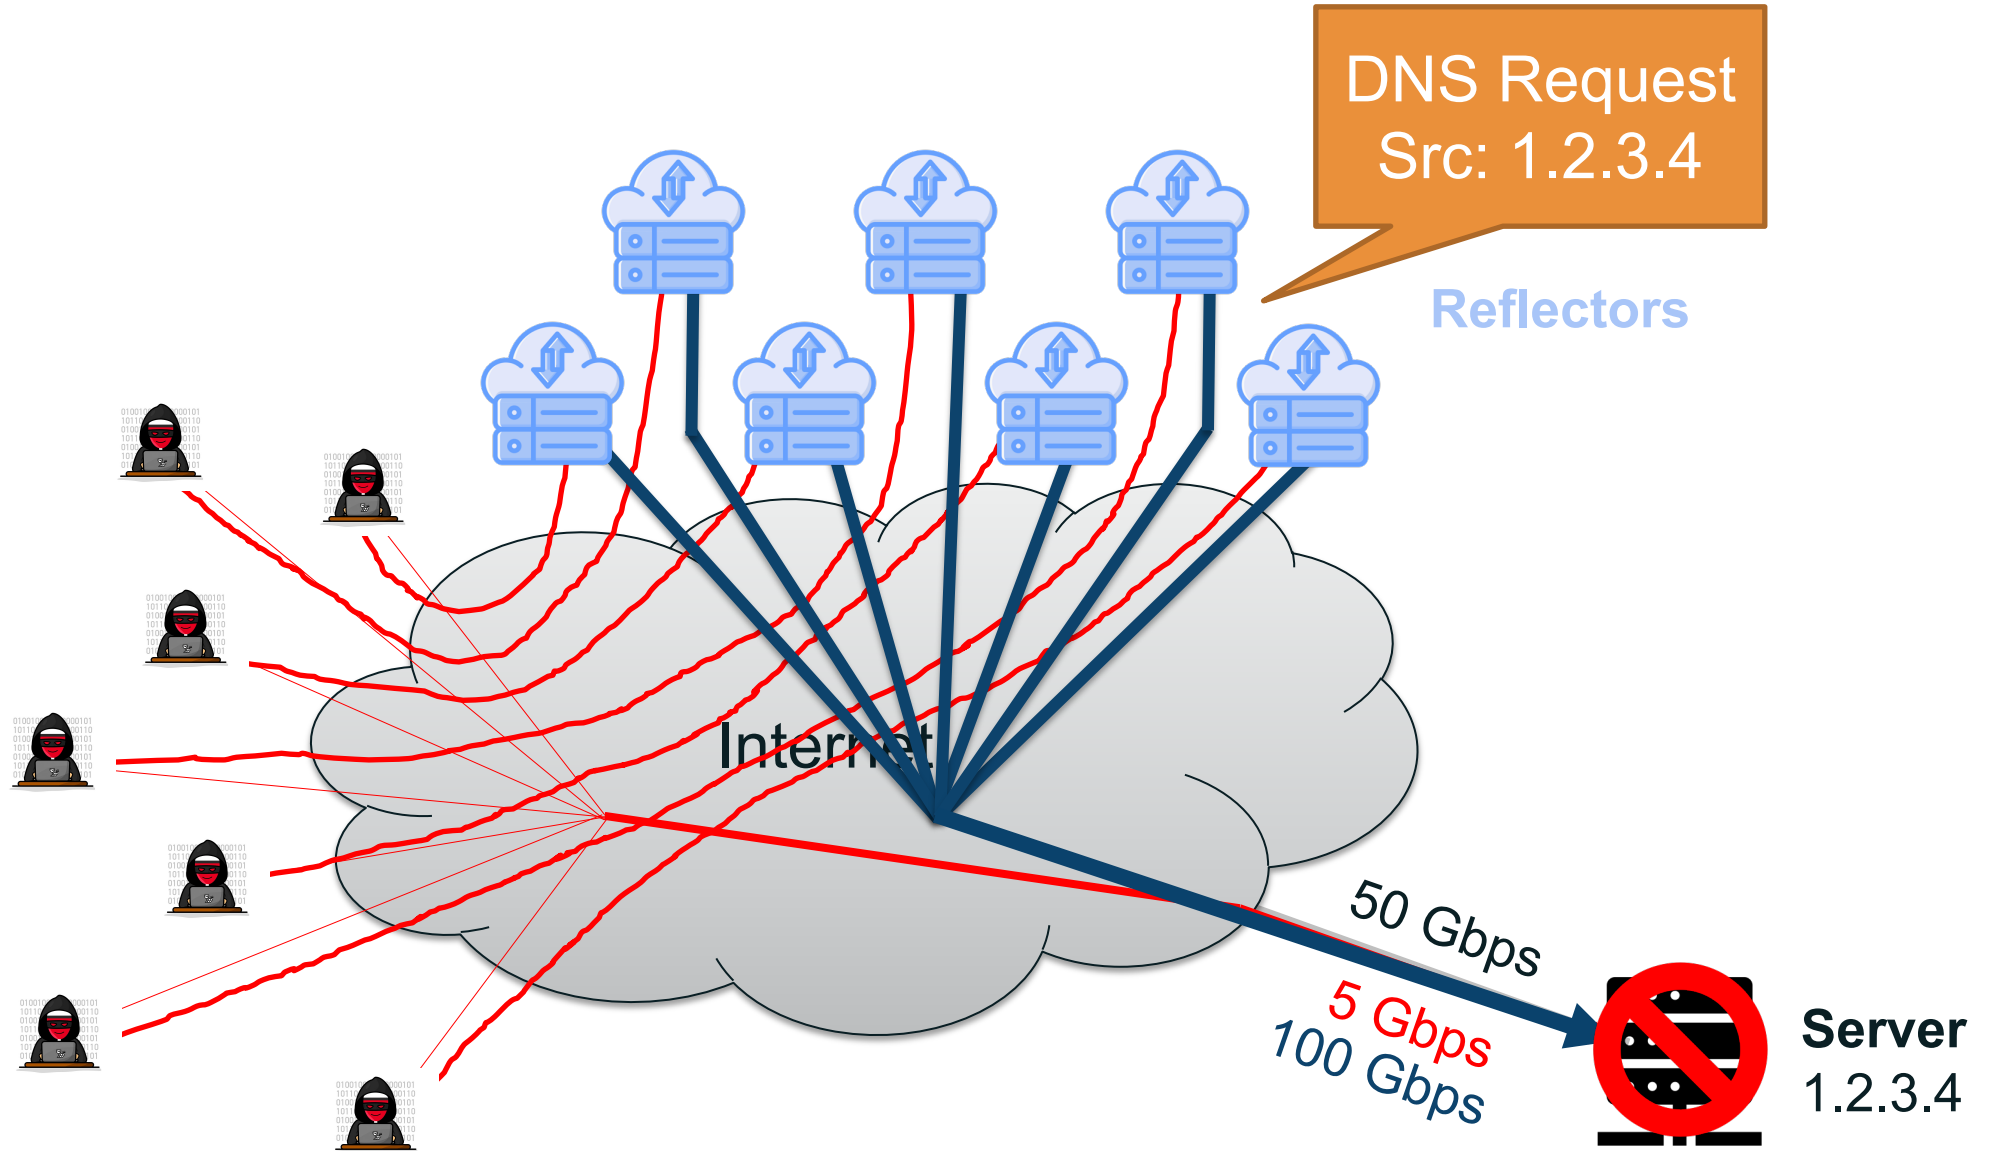 DNS Request
Src: 1.2.3.4
Reflectors
Internet
50 Gbps
5 Gbps
100 Gbps
Server
1.2.3.4